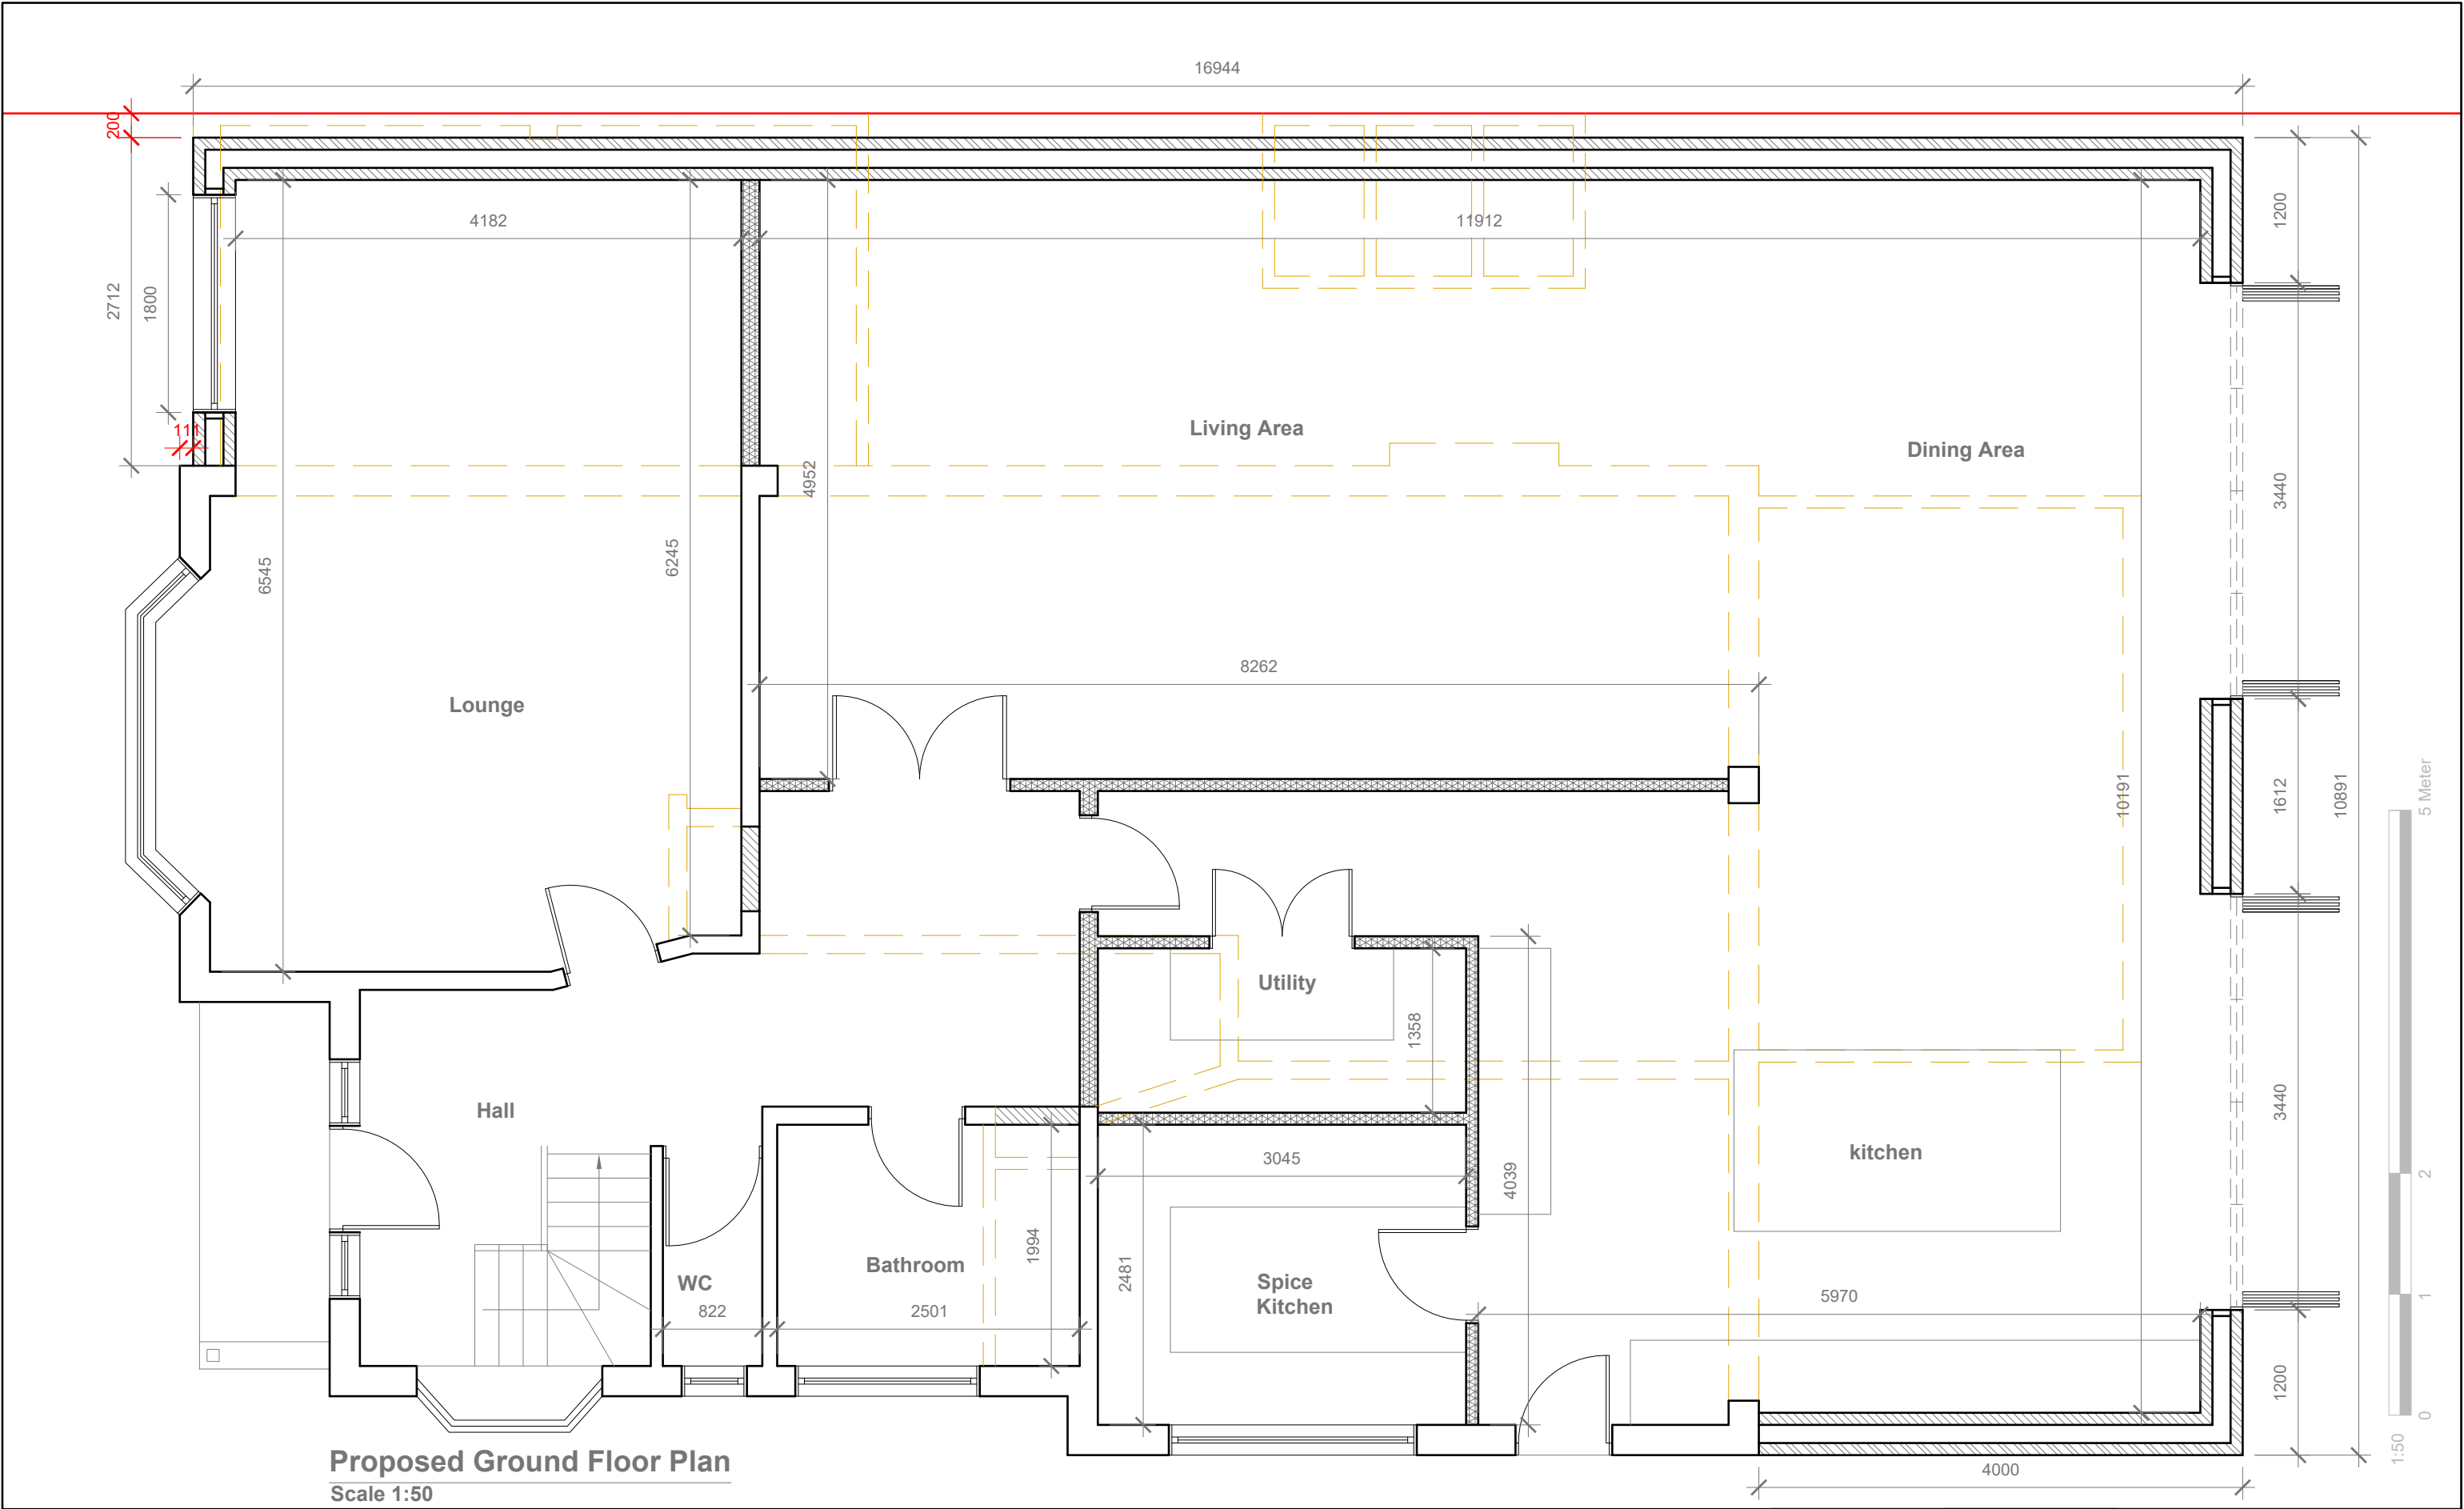 16944
200
4182
11912
1200
2712
1800
111
Living Area
Dining Area
4952
3440
6545
6245
8262
Lounge
10191
1612
10891
5 Meter
Utility
1358
Hall
3440
kitchen
3045
4039
2
1994
2481
Bathroom
WC
Spice
Kitchen
822
2501
5970
1
1200
0
1:50
4000
Proposed Ground Floor Plan
Scale 1:50